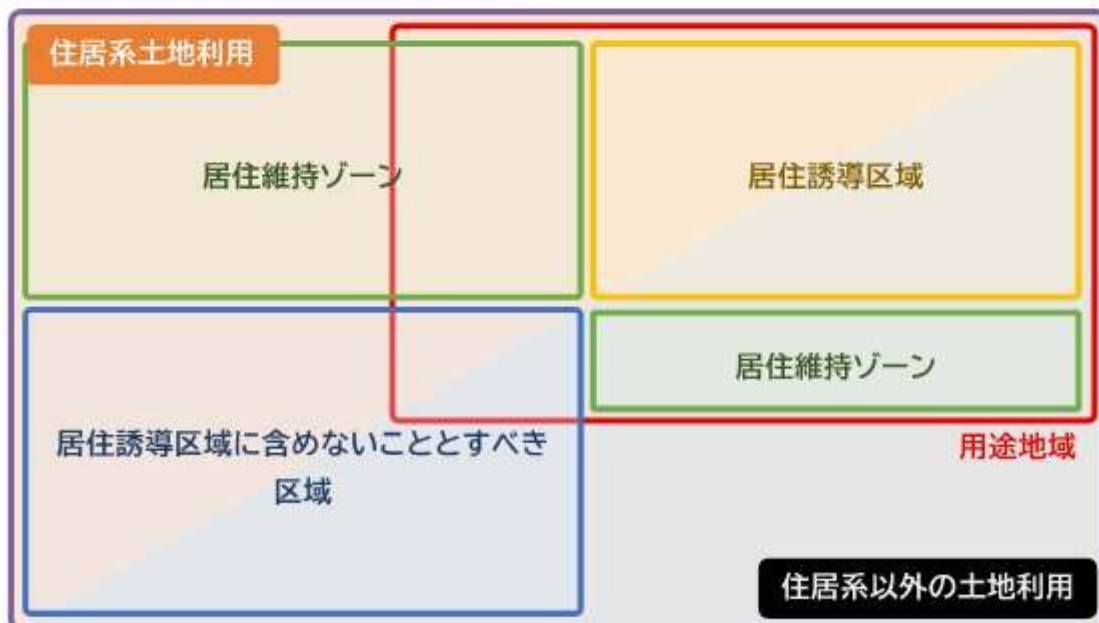 住居系土地利用
居住維持ゾーン
居住誘導区域
居住維持ゾーン
居住誘導区域に含めないこととすべき
区域
用途地域
住居系以外の土地利用